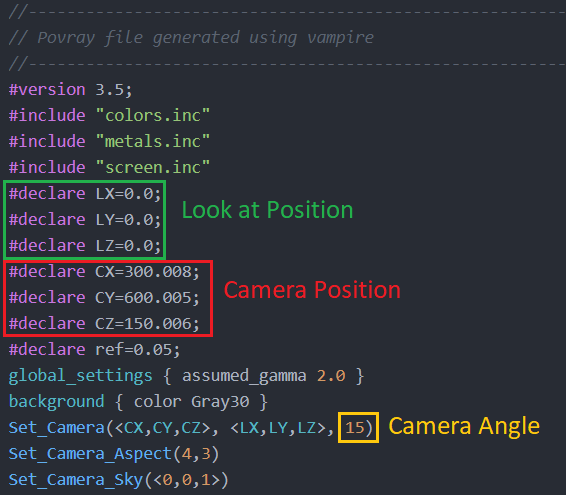 //----------------------------------------------------------
// Povray file generated using vampire
//----------------------------------------------------------
#version 3.5;
#include "colors.inc"
#include "metals.inc"
#include "screen.inc"
#declare LX=0.0;
#declare LY=0.0;
#declare LZ=0.0;
Look at Position
#declare CX=300.008;
#declare CY=600.005;
#declare CZ=150.006;
Camera Position
#declare ref=0.05;
global_settings { assumed_gamma 2.0 }
background { color Gray30 }
Set_Camera(<CX,CY,CZ>, <LX,LY,LZ>, 15) Camera Angle
Set_Camera_Aspect(4,3)
Set_Camera_Sky(<0,0,1>)